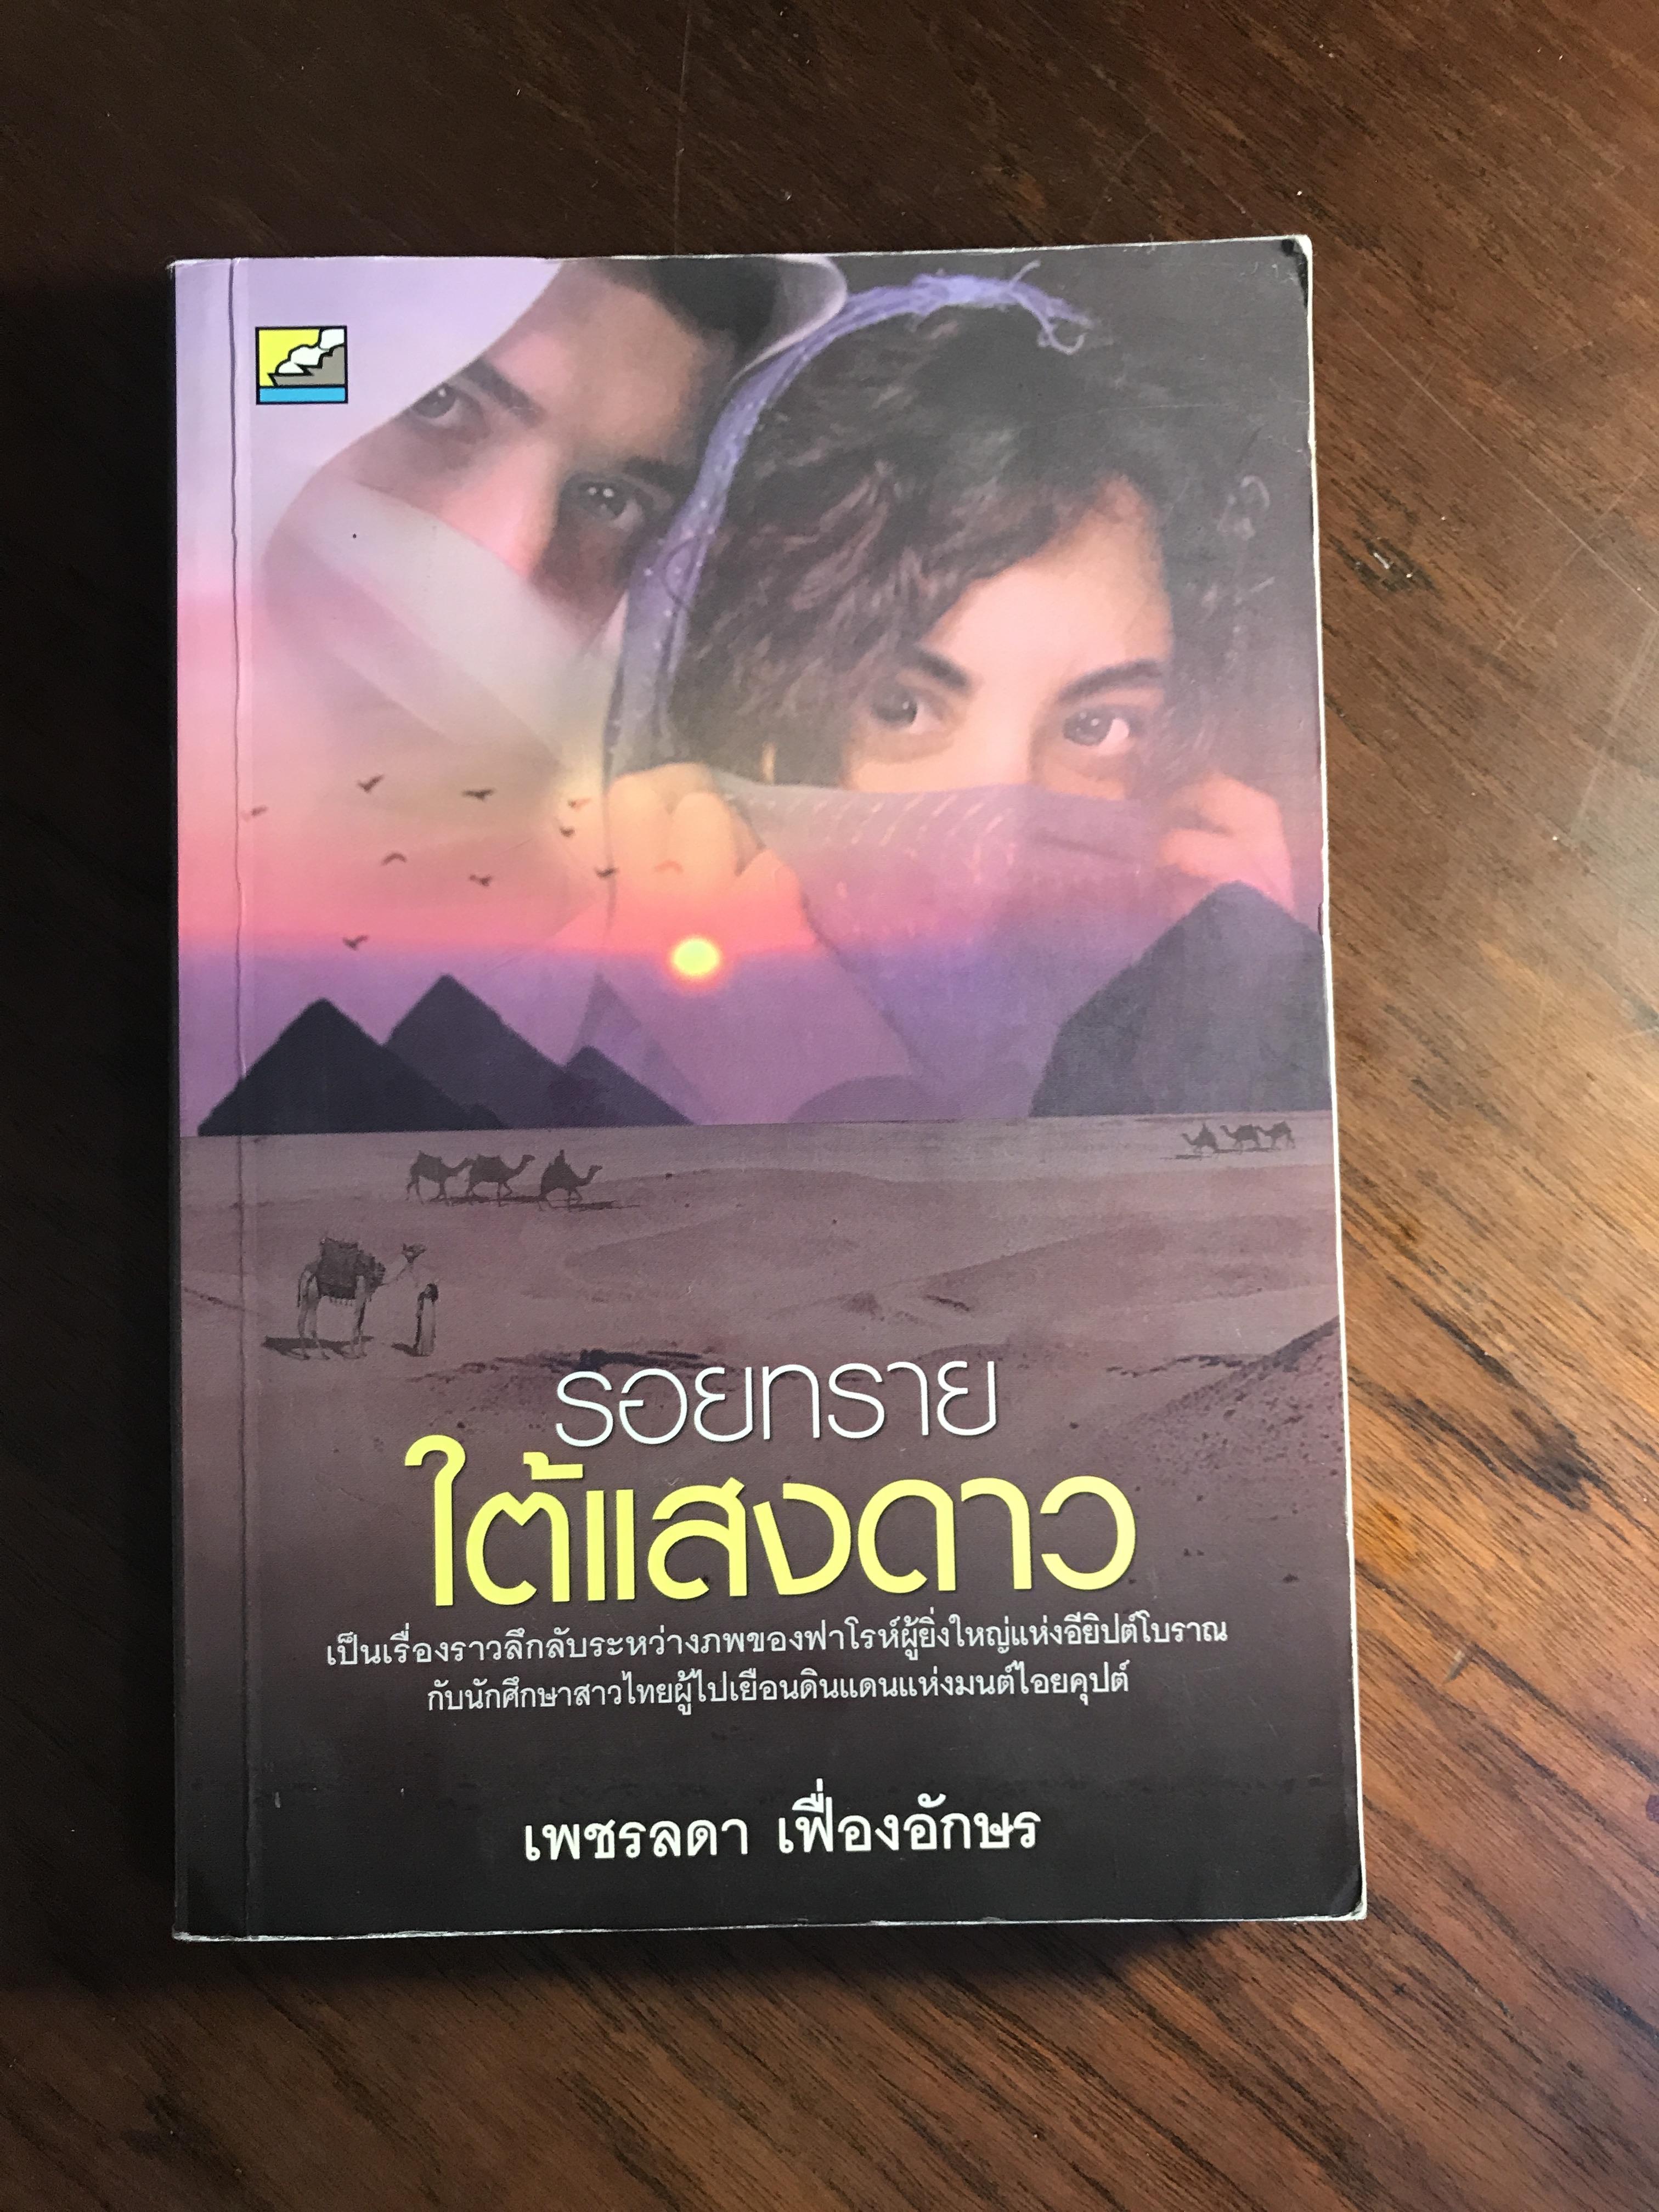 รอยทราย
ใต้แสงดาว
เป็นเรื่องราวลึกลับระหว่างภพของฟาโรห์ผู้ยิ่งใหญ่แห่งอียิปต์โบราณ
กับนักศึกษาสาวไทยผู้ไปเยือนดินแดนแห่งมนต์ไอยคุปต์
เพชรลดา เฟื่องอักษร